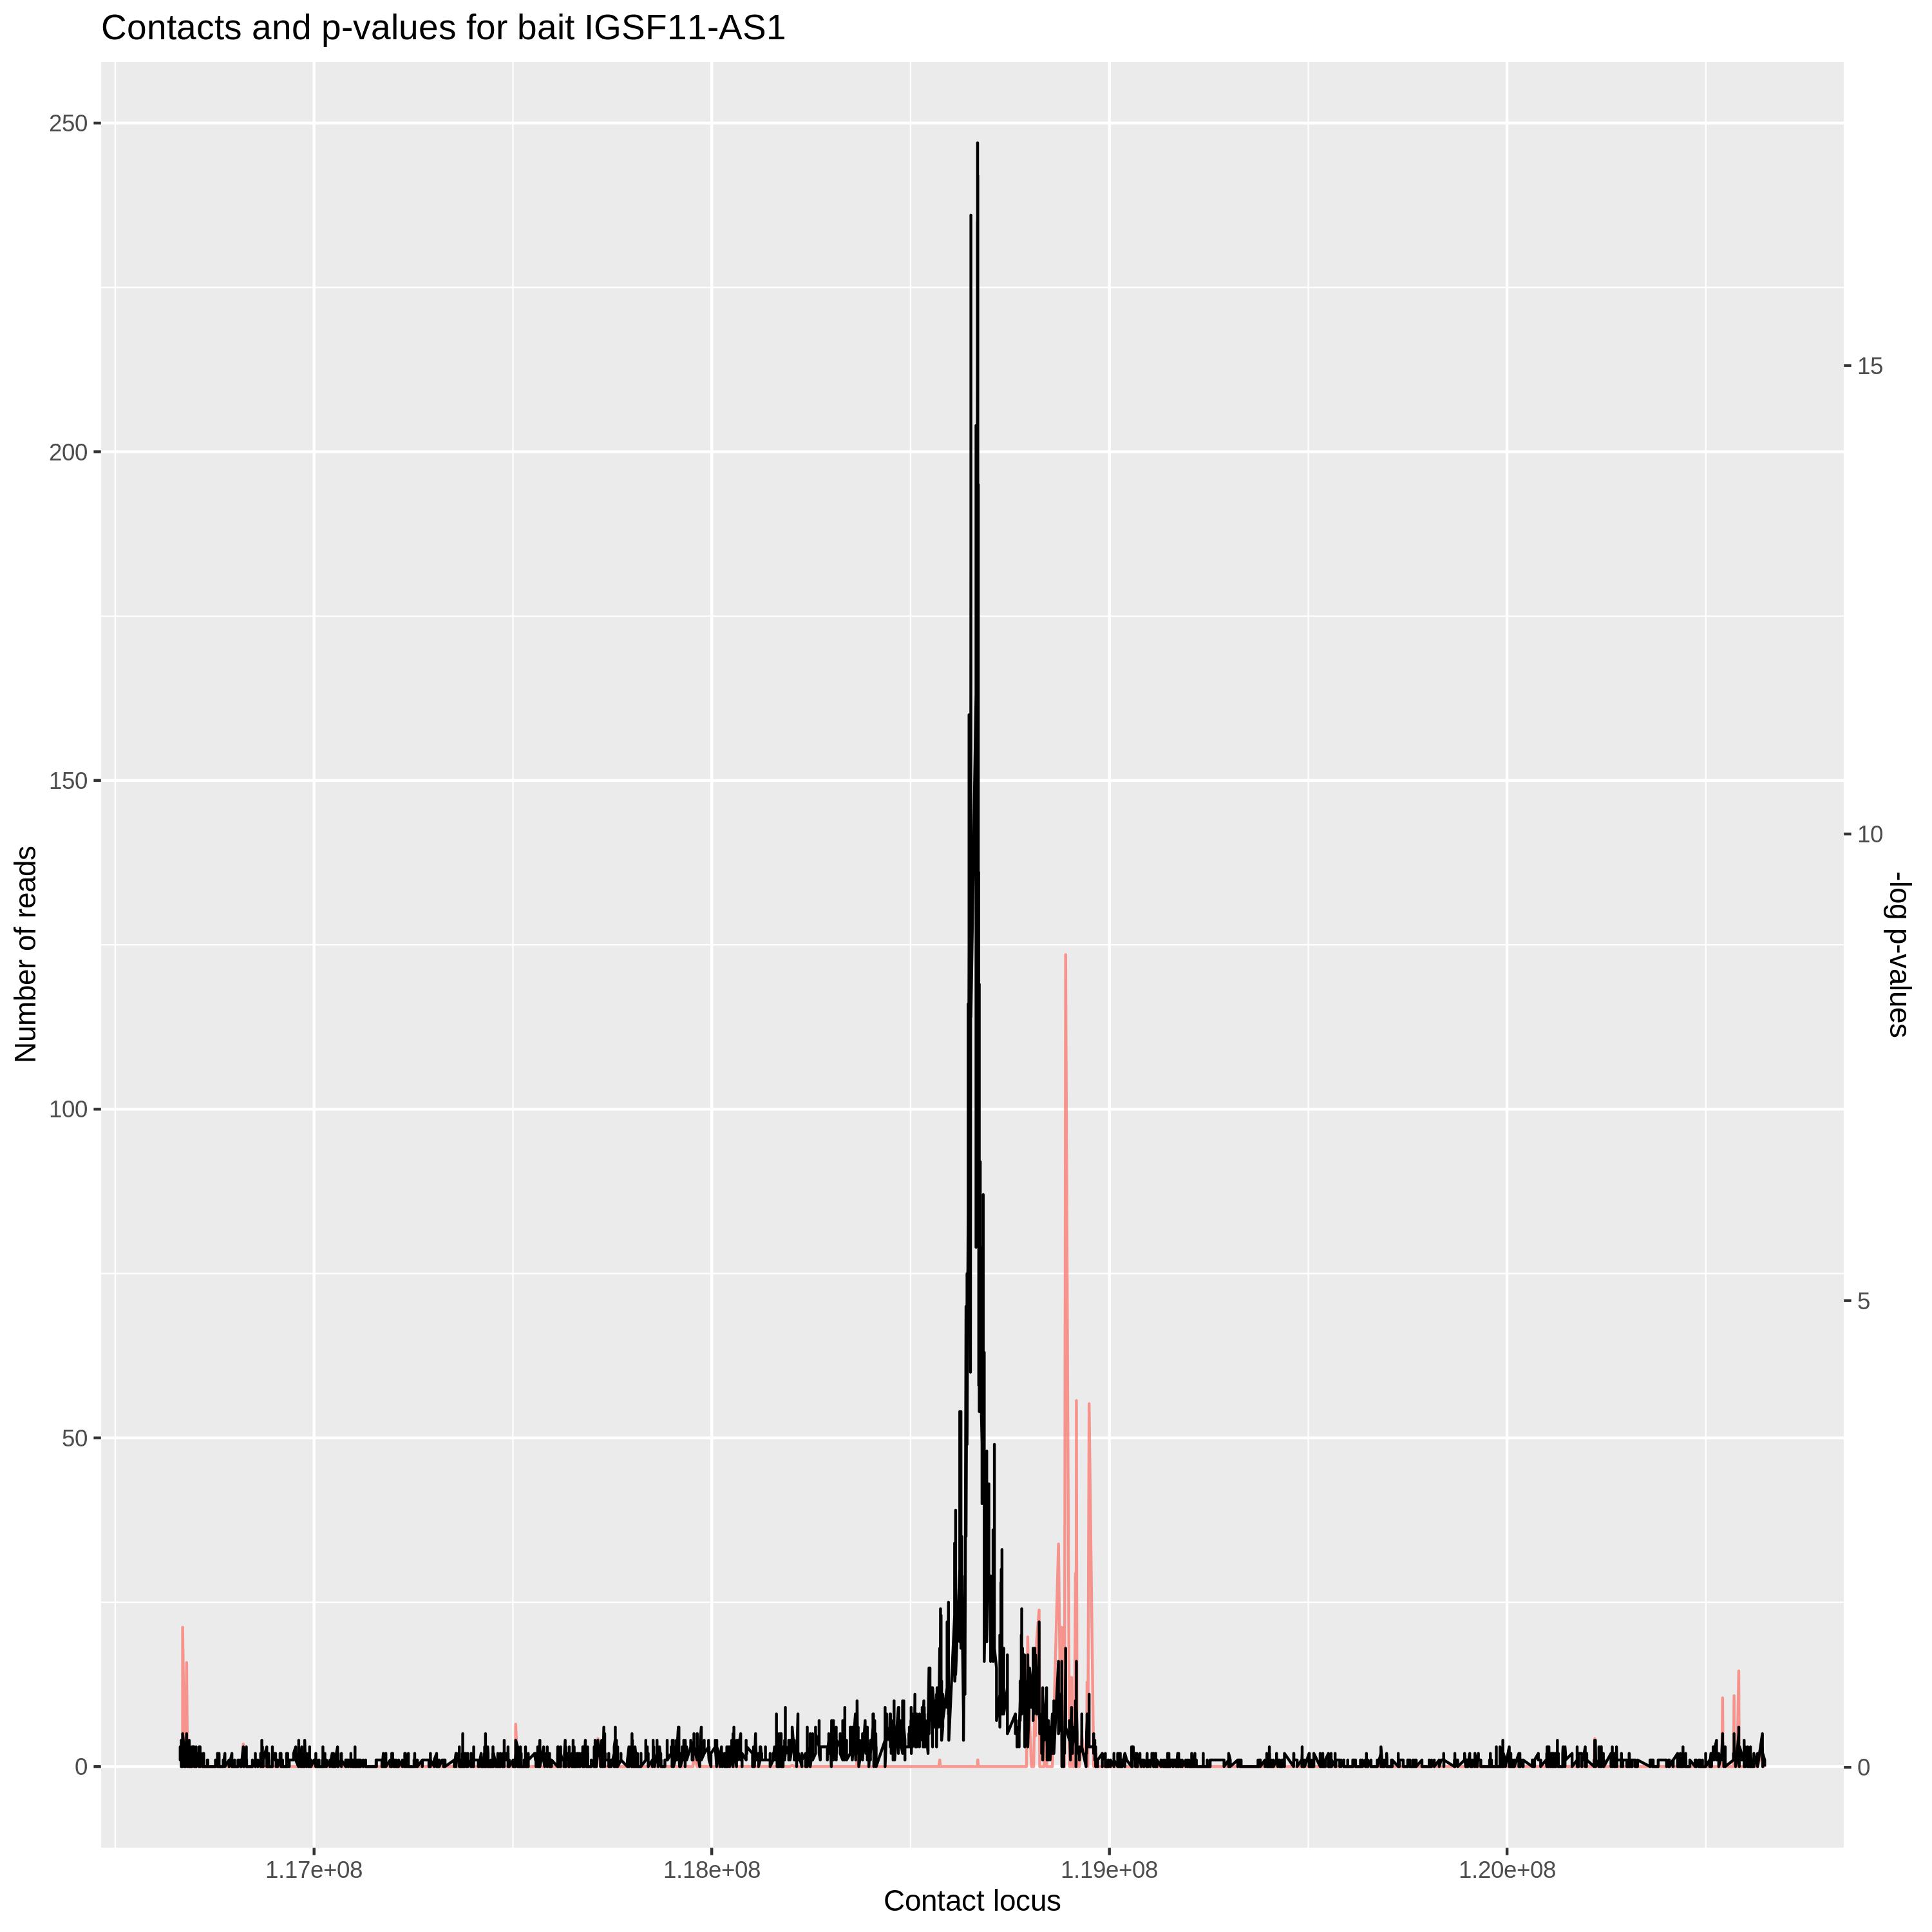 Contacts and p-values for bait IGSF11-AS1
250
200
150
100
50
0
Number of reads
15
10
5
0
-log p-values
1.17e+08
1.18e+08
1.19e+08
1.20e+08
Contact locus